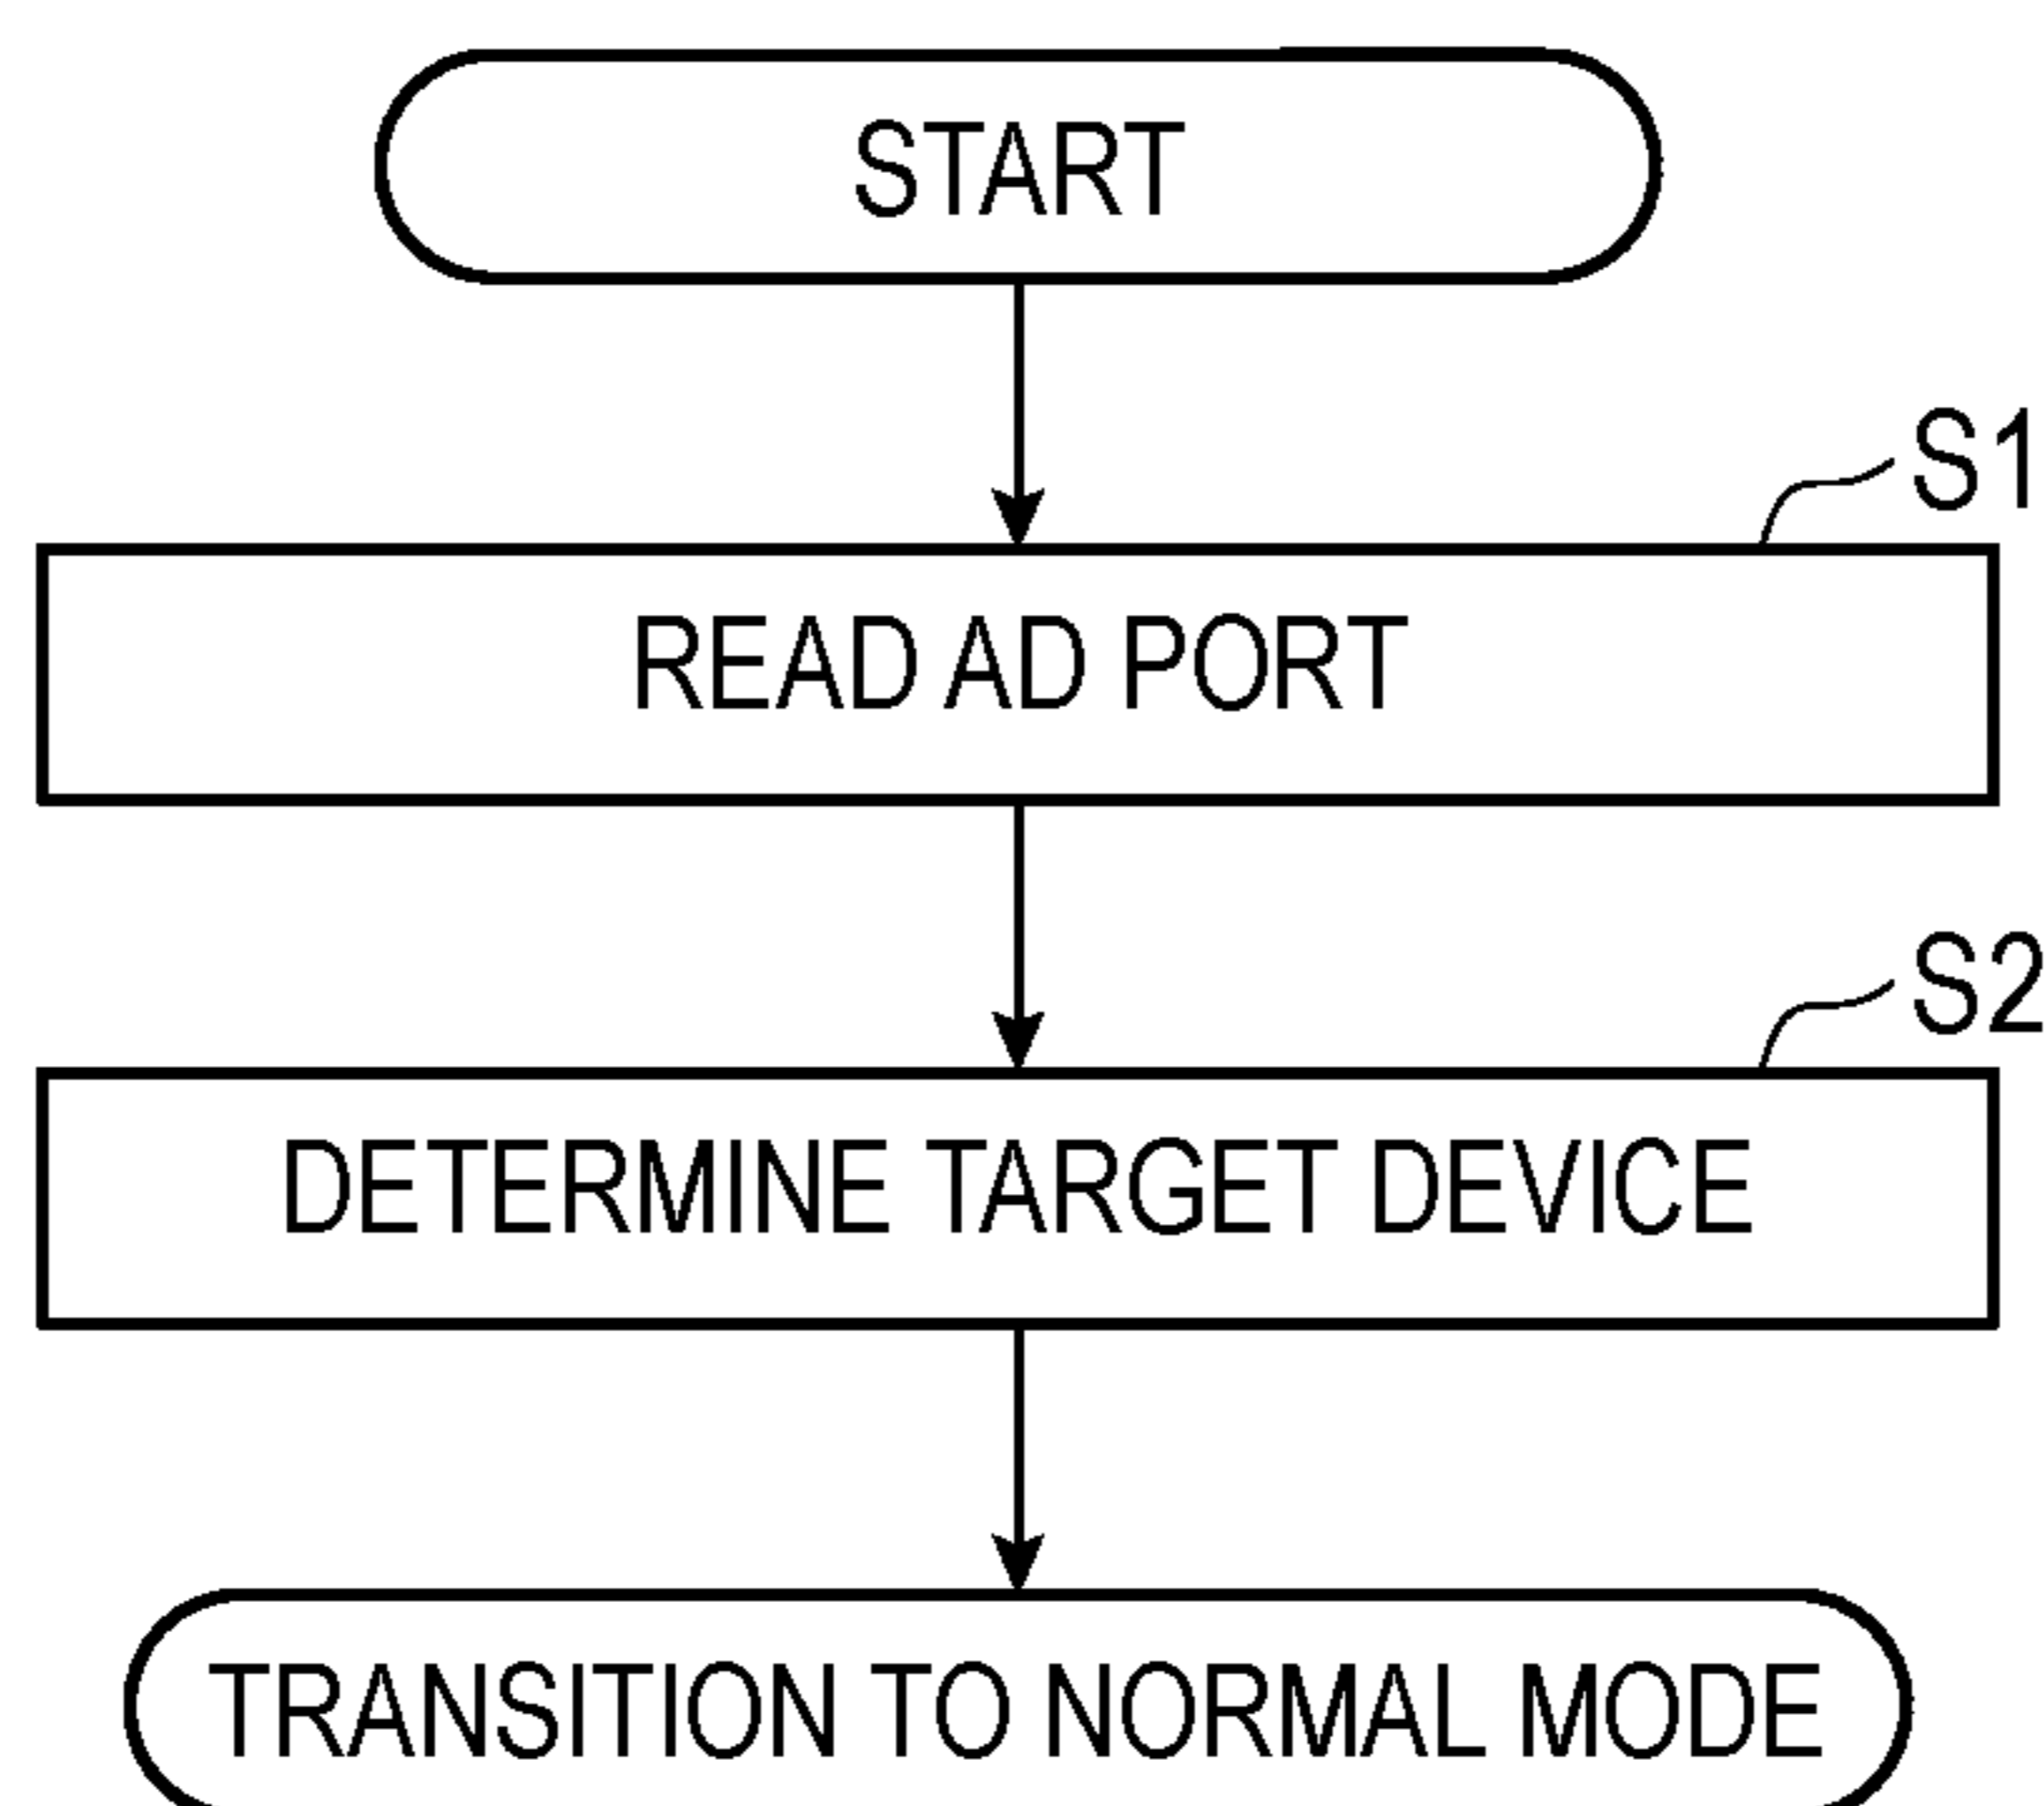 START
S1
READ AD PORT
S2
DETERMINE TARGET DEVICE
TRANSITION TO NORMAL MODE